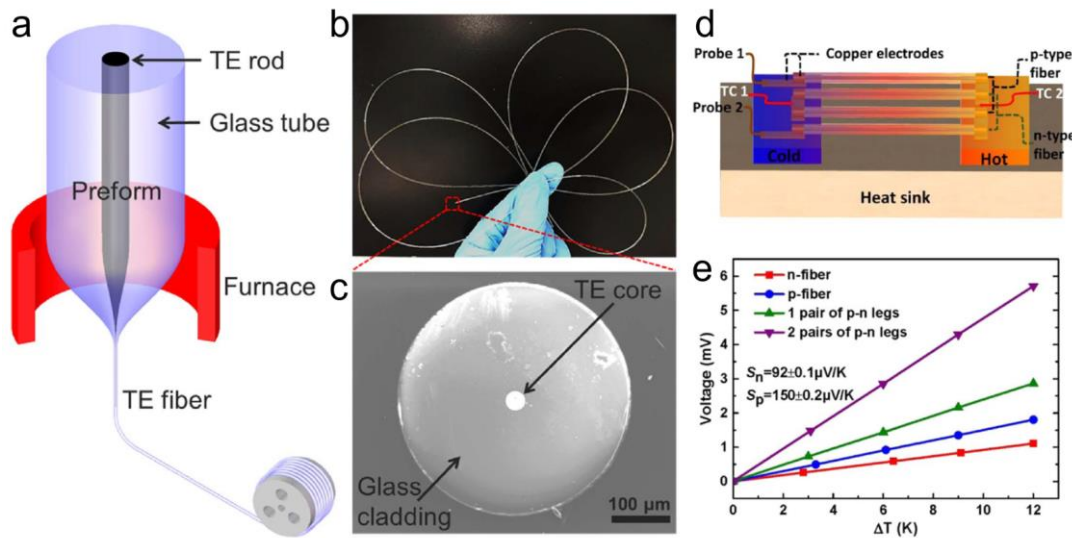 a
TE rod
Glass tube
Preform
Furnace
TE fiber
b
c
TE core
Glass
cladding
100 µm
d
Probe 1
Copper electrodes
p-type
fiber
TC 1
TC 2
Probe 2
n-type
fiber
Cold
Hot
Heat sink
e
n-fiber
p-fiber
1 pair of p-n legs
2 pairs of p-n legs
Sn=92±0.1µV/K
Sp=150±0.2µV/K
Voltage (mV)
6
5
4
3
2
1
0
0 2 4 6 8 10 12
ΔT (K)